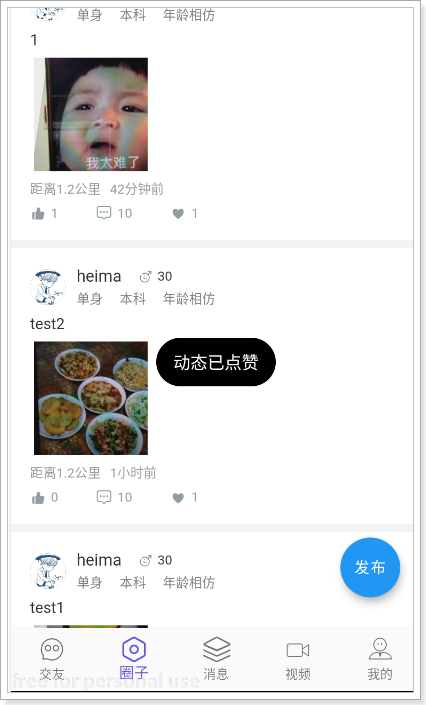 单身 本科 年龄相仿
1
我太难了
距离1.2公里 42分钟前
1 10 1
heima 30
单身 本科 年龄相仿
test2
动态已点赞
距离1.2公里 1小时前
0 10 1
heima 30
单身 本科 年龄相仿
发布
test1
交友 圈子 消息 视频 我的
free for personal use